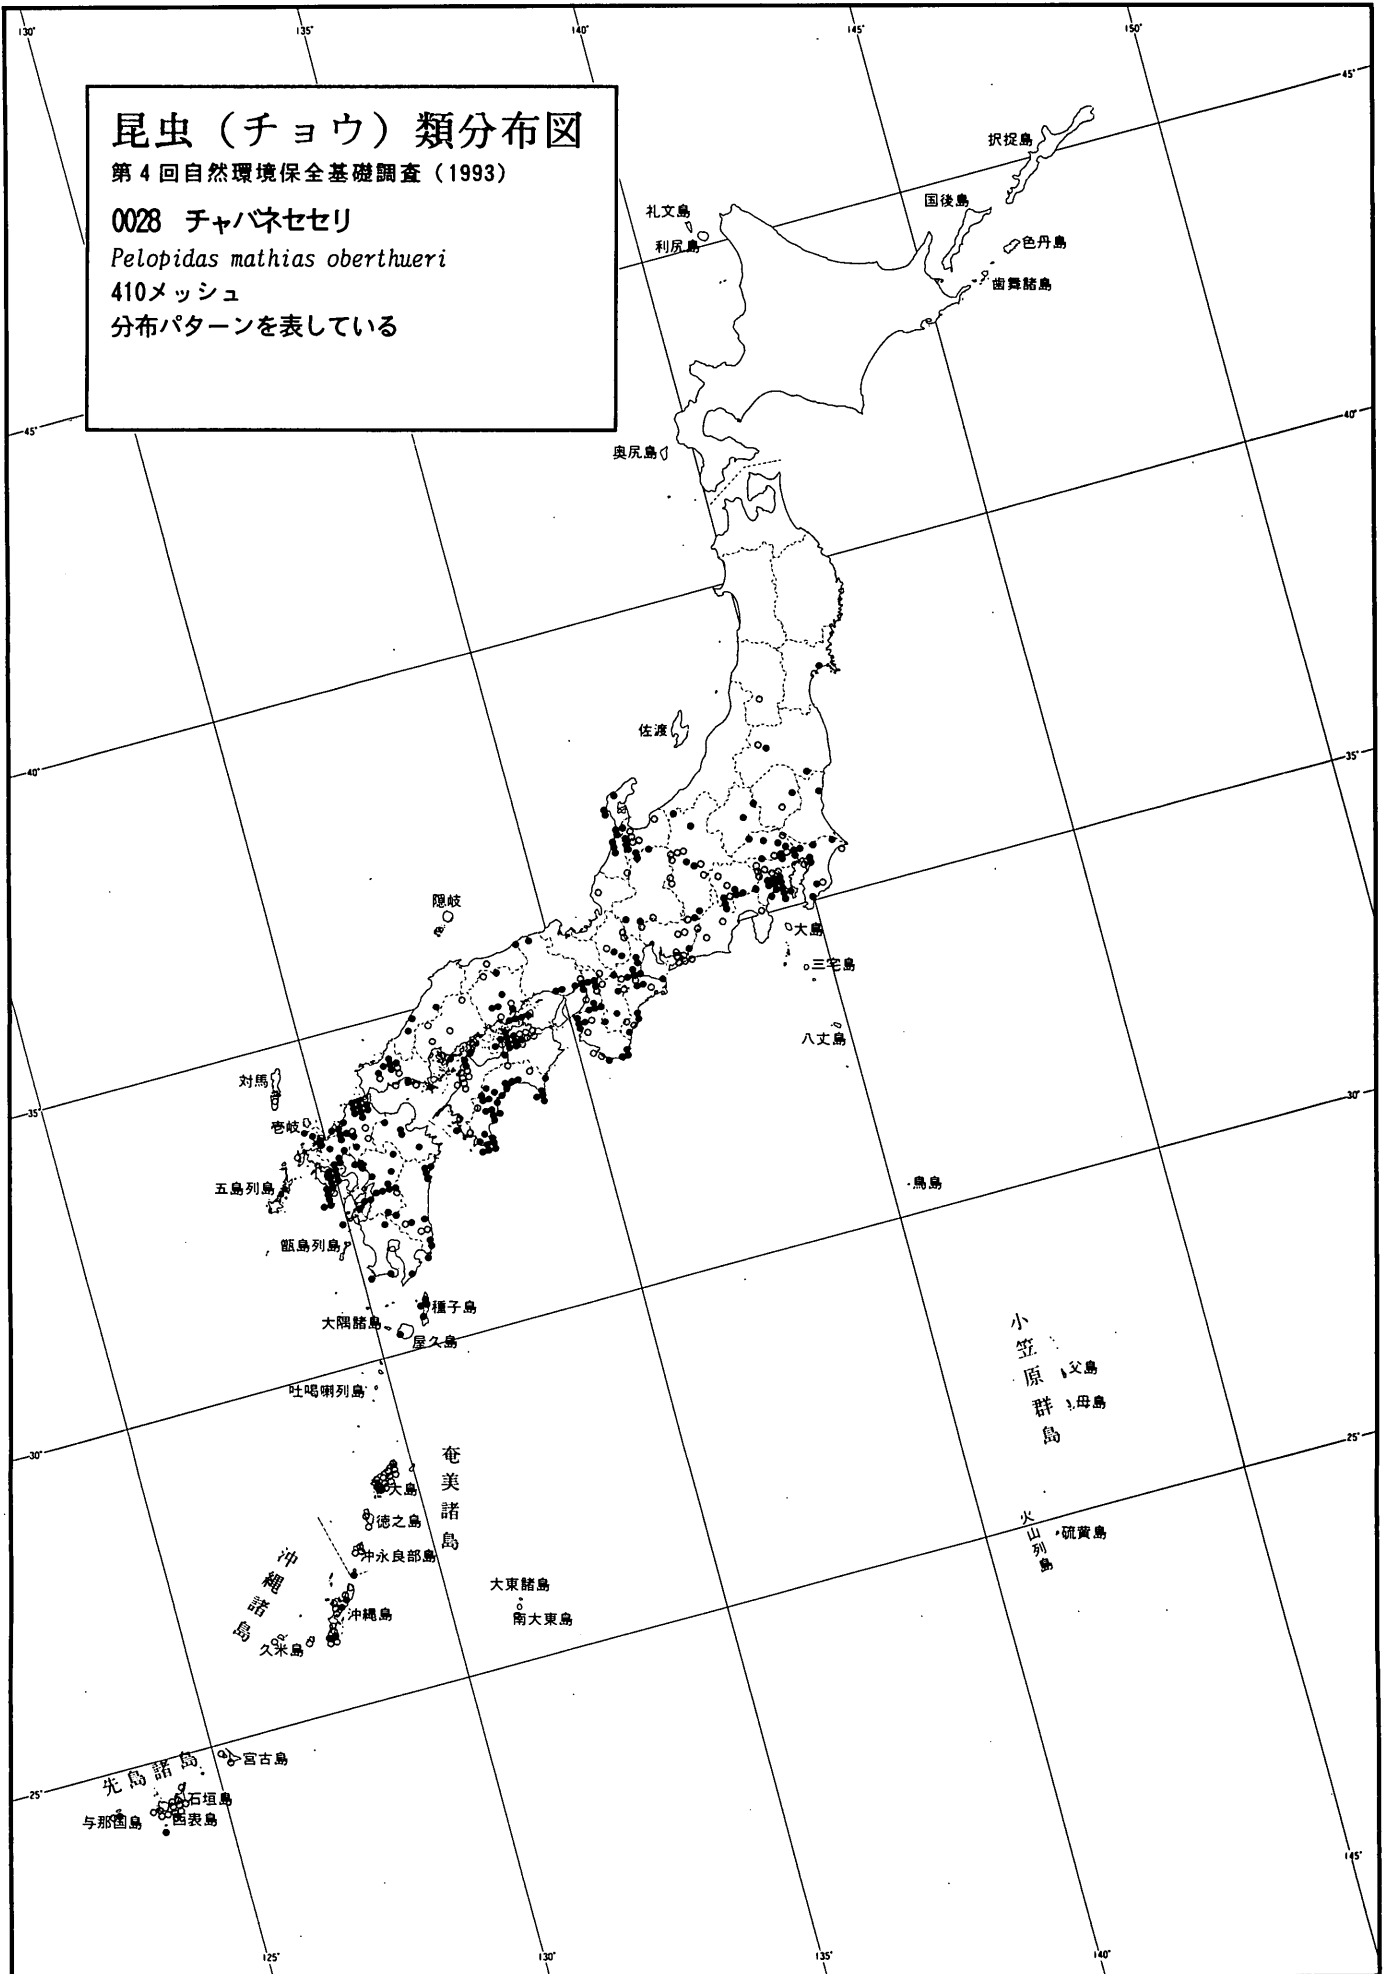 130°
135°
140°
145°
150°
45°
昆虫（チョウ）類分布図
第4回自然環境保全基礎調査（1993）
0028 チャバネセセリ
Pelopidas mathias oberthueri
410メッシュ
分布パターンを表している
択捉島
国後島
色丹島
歯舞諸島
礼文島
利尻島
奥尻島
45°
40°
佐渡
40°
35°
隠岐
大島
三宅島
八丈島
対馬
壱岐
35°
30°
五島列島
鳥島
甑島列島
種子島
大隅諸島
屋久島
吐喝喇列島
小笠原群島
父島
母島
30°
25°
奄美諸島
大島
徳之島
沖永良部島
火山列島
硫黄島
沖縄諸島
沖縄島
久米島
大東諸島
南大東島
先島諸島
宮古島
石垣島
西表島
与那国島
25°
145°
125°
130°
135°
140°